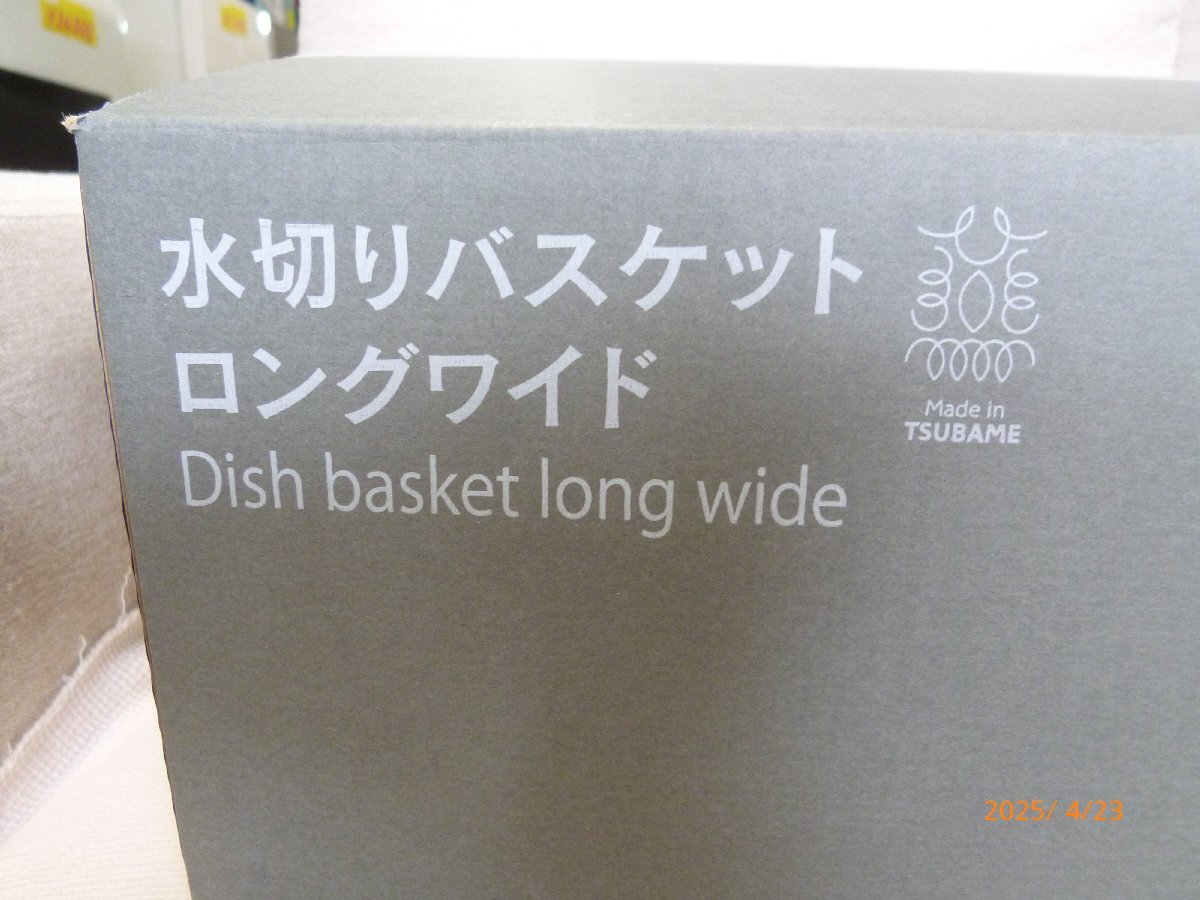 水切りバスケット
ロングワイド
Dish basket long wide
Made in
TSUBAME
2025/ 4/23